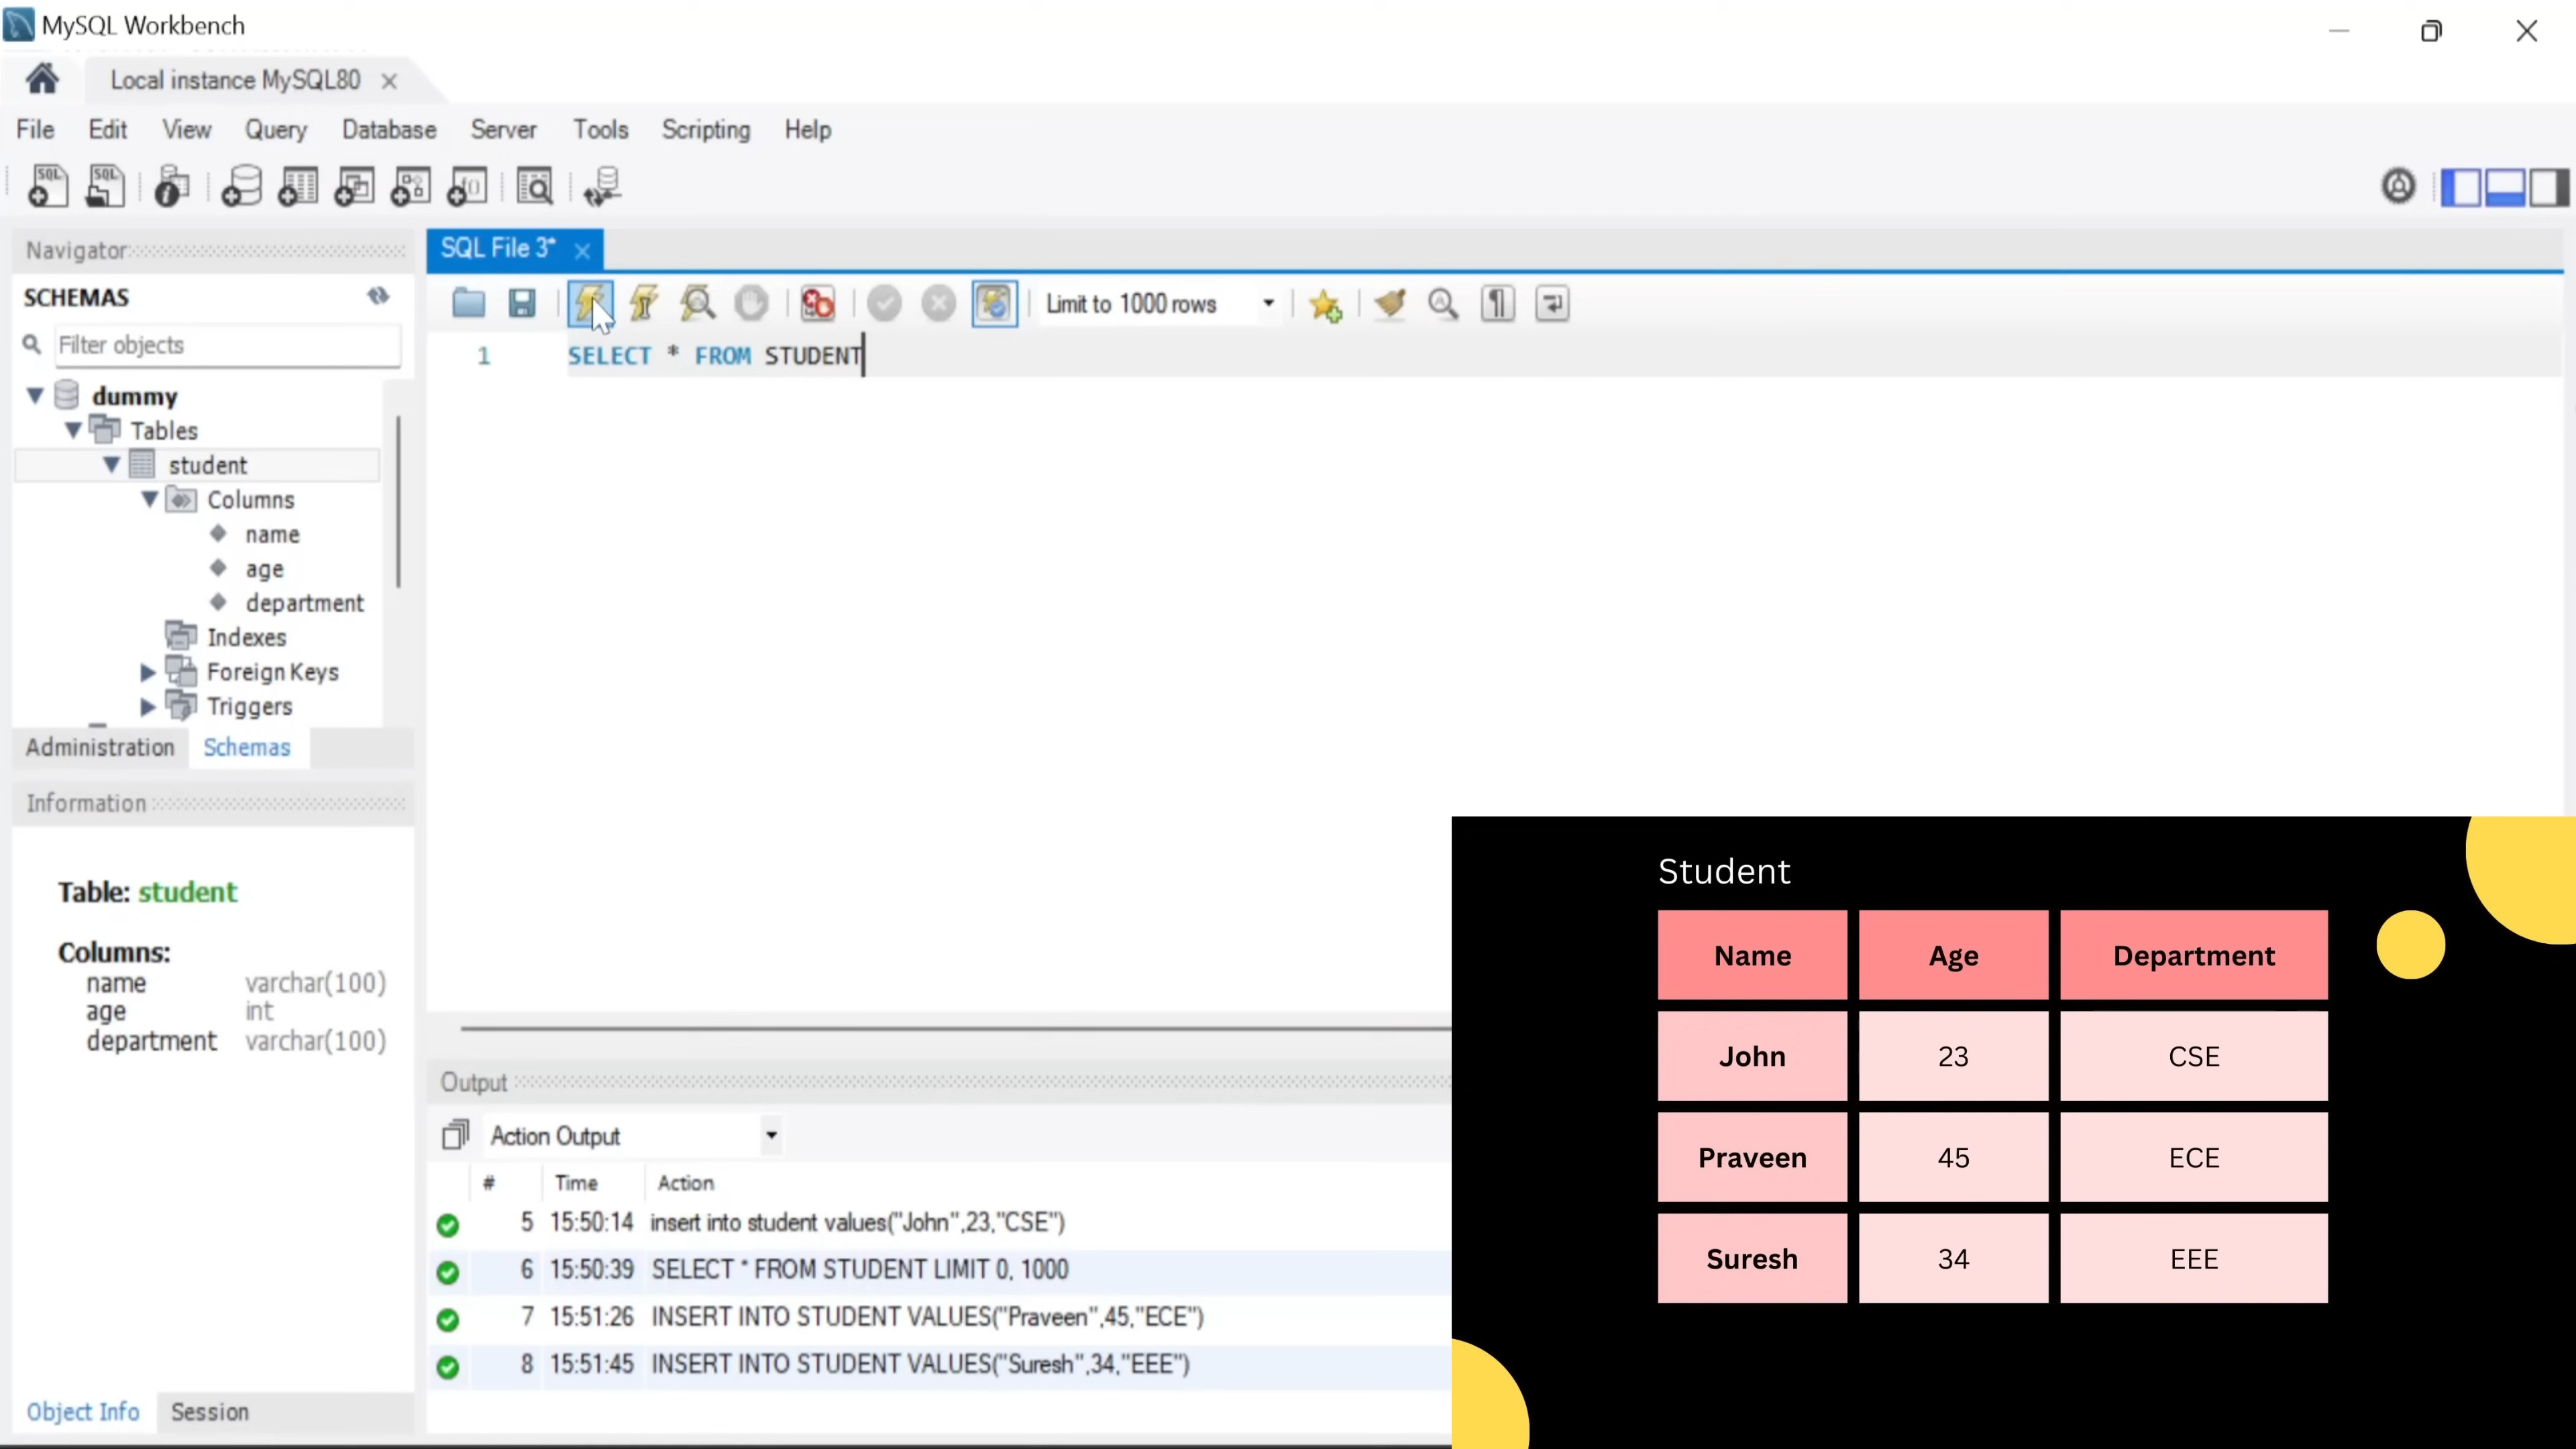 MySQL Workbench
Local instance MySQL80
File Edit View Query Database Server Tools Scripting Help
SQL SQL
Navigator
SCHEMAS
Filter objects
dummy
Tables
student
Columns
name
age
department
Indexes
Foreign Keys
Triggers
Administration Schemas
Information
Table: student
Columns:
name varchar(100)
age int
department varchar(100)
Object Info Session
SQL File 3*
Limit to 1000 rows
1 SELECT * FROM STUDENT
Output
Action Output
# Time Action
5 15:50:14 insert into student values("John",23,"CSE")
6 15:50:39 SELECT * FROM STUDENT LIMIT 0, 1000
7 15:51:26 INSERT INTO STUDENT VALUES("Praveen",45,"ECE")
8 15:51:45 INSERT INTO STUDENT VALUES("Suresh",34,"EEE")
Student
Name Age Department
John 23 CSE
Praveen 45 ECE
Suresh 34 EEE